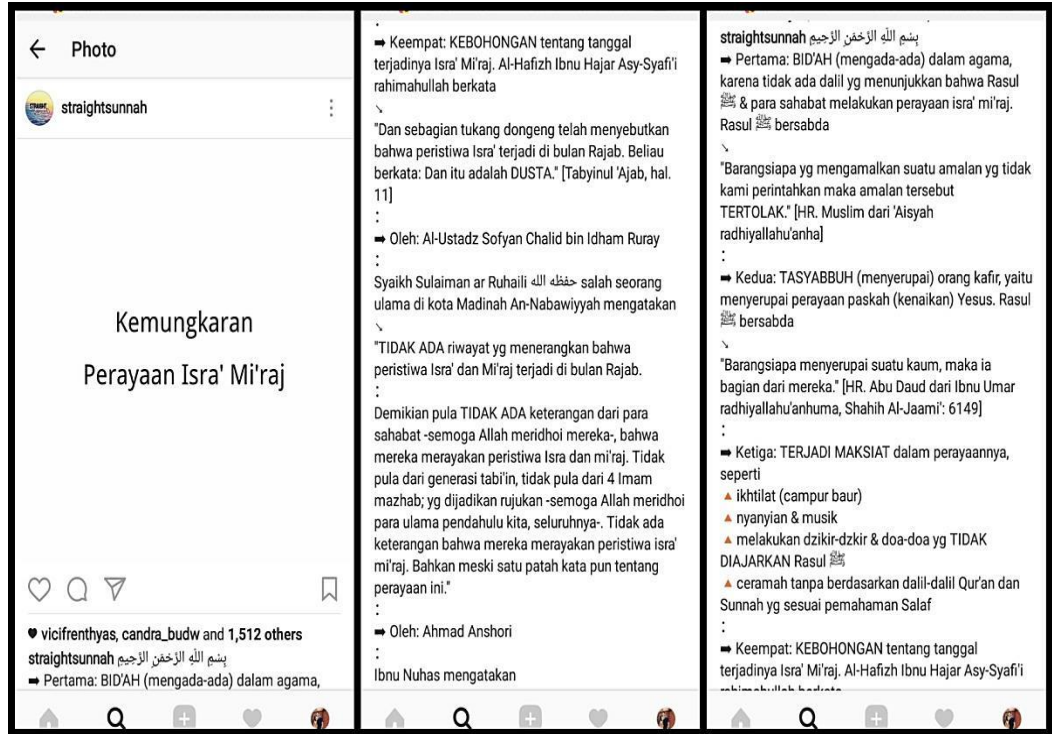 Photo
straightsunnah
Kemungkaran
Perayaan Isra' Mi'raj
vicifrenthyas, candra_budw and 1,512 others
straightsunnah بِسْمِ اللَّهِ الرَّحْمَنِ الرَّحِيمِ
➡ Pertama: BID'AH (mengada-ada) dalam agama,
:
➡ Keempat: KEBOHONGAN tentang tanggal
terjadinya Isra' Mi'raj. Al-Hafizh Ibnu Hajar Asy-Syafi'i
rahimahullah berkata
↘
"Dan sebagian tukang dongeng telah menyebutkan
bahwa peristiwa Isra' terjadi di bulan Rajab. Beliau
berkata: Dan itu adalah DUSTA." [Tabyinul 'Ajab, hal.
11]
:
➡ Oleh: Al-Ustadz Sofyan Chalid bin Idham Ruray
:
Syaikh Sulaiman ar Ruhaili حفظه الله salah seorang
ulama di kota Madinah An-Nabawiyyah mengatakan
↘
"TIDAK ADA riwayat yg menerangkan bahwa
peristiwa Isra' dan Mi'raj terjadi di bulan Rajab.
:
Demikian pula TIDAK ADA keterangan dari para
sahabat -semoga Allah meridhoi mereka-, bahwa
mereka merayakan peristiwa Isra dan mi'raj. Tidak
pula dari generasi tabi'in, tidak pula dari 4 Imam
mazhab; yg dijadikan rujukan -semoga Allah meridhoi
para ulama pendahulu kita, seluruhnya-. Tidak ada
keterangan bahwa mereka merayakan peristiwa isra'
mi'raj. Bahkan meski satu patah kata pun tentang
perayaan ini."
:
➡ Oleh: Ahmad Anshori
:
Ibnu Nuhas mengatakan
straightsunnah بِسْمِ اللَّهِ الرَّحْمَنِ الرَّحِيمِ
➡ Pertama: BID'AH (mengada-ada) dalam agama,
karena tidak ada dalil yg menunjukkan bahwa Rasul
ﷺ & para sahabat melakukan perayaan isra' mi'raj.
Rasul ﷺ bersabda
↘
"Barangsiapa yg mengamalkan suatu amalan yg tidak
kami perintahkan maka amalan tersebut
TERTOLAK." [HR. Muslim dari 'Aisyah
radhiyallahu'anha]
:
➡ Kedua: TASYABBUH (menyerupai) orang kafir, yaitu
menyerupai perayaan paskah (kenaikan) Yesus. Rasul
ﷺ bersabda
↘
"Barangsiapa menyerupai suatu kaum, maka ia
bagian dari mereka." [HR. Abu Daud dari Ibnu Umar
radhiyallahu'anhuma, Shahih Al-Jaami': 6149]
:
➡ Ketiga: TERJADI MAKSIAT dalam perayaannya,
seperti
🔺 ikhtilat (campur baur)
🔺 nyanyian & musik
🔺 melakukan dzikir-dzkir & doa-doa yg TIDAK
DIAJARKAN Rasul ﷺ
🔺 ceramah tanpa berdasarkan dalil-dalil Qur'an dan
Sunnah yg sesuai pemahaman Salaf
:
➡ Keempat: KEBOHONGAN tentang tanggal
terjadinya Isra' Mi'raj. Al-Hafizh Ibnu Hajar Asy-Syafi'i